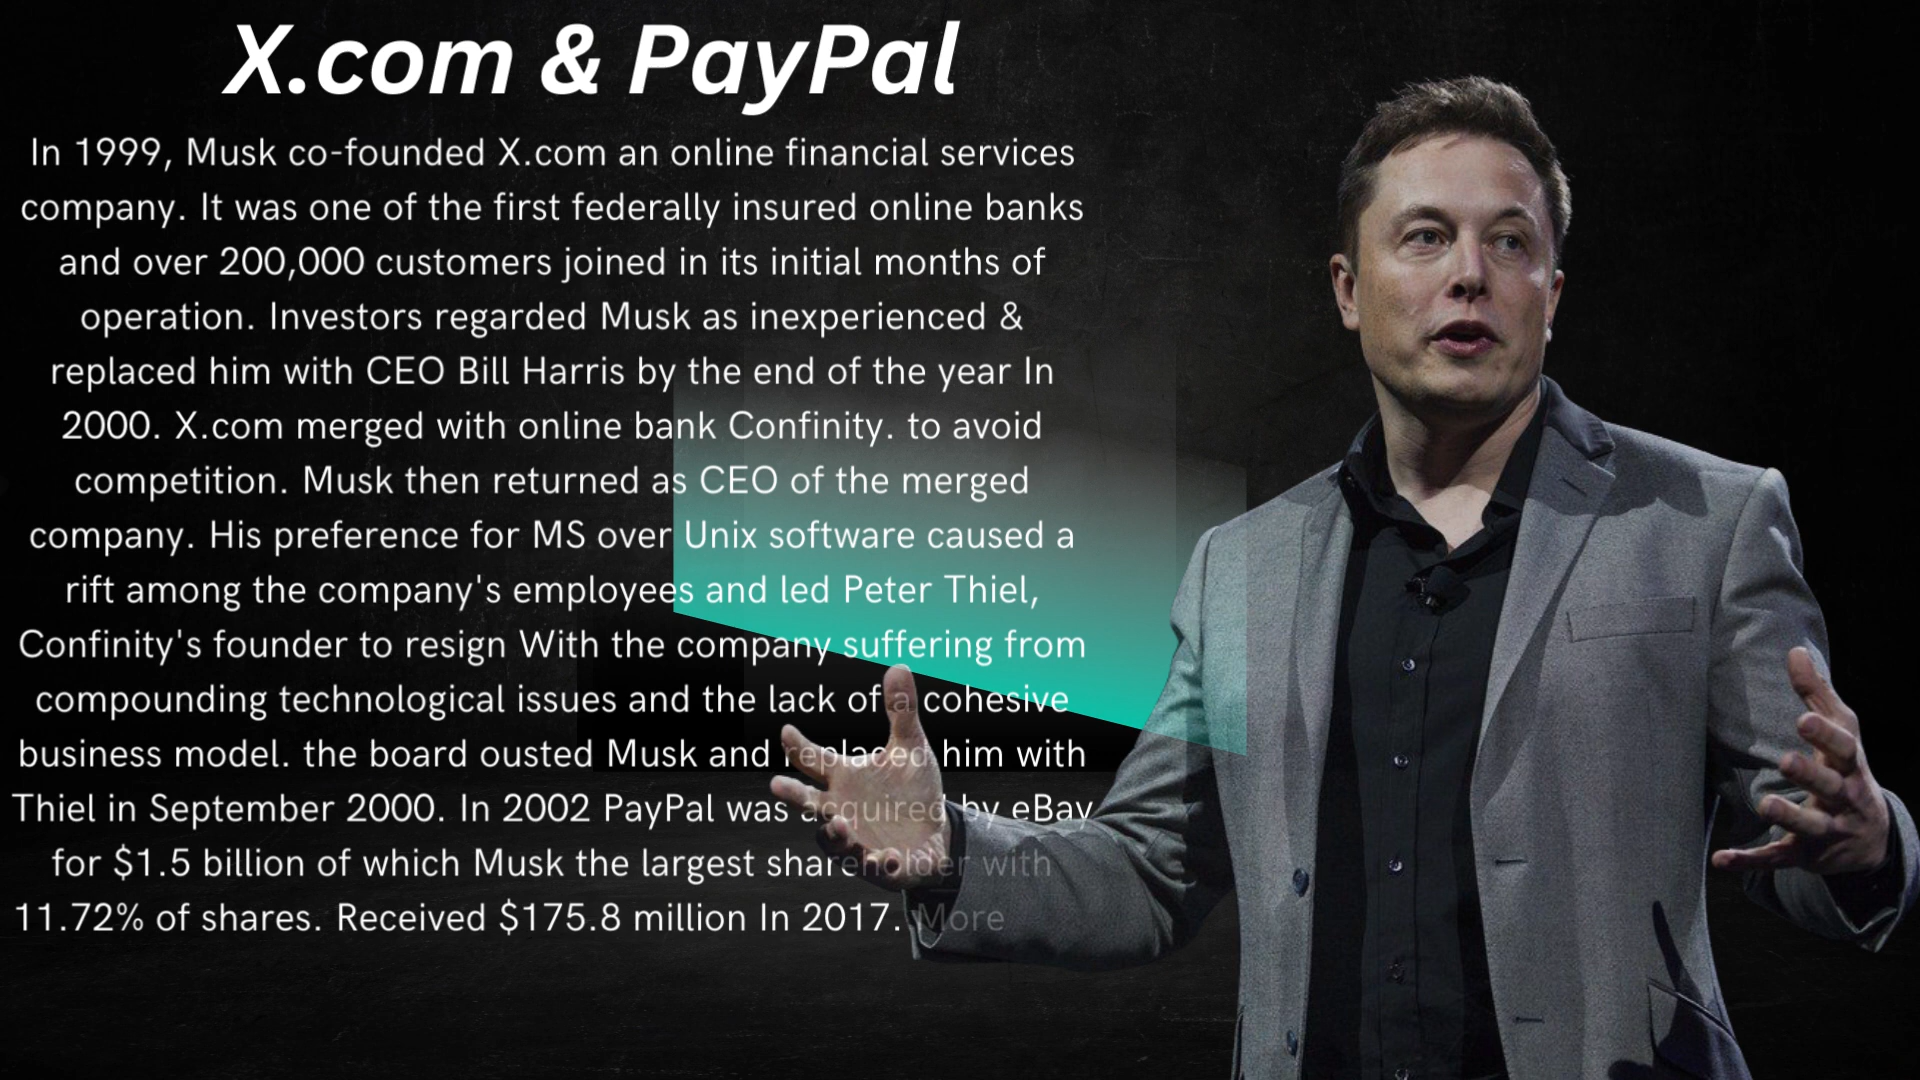 X.com & PayPal
In 1999, Musk co-founded X.com an online financial services
company. It was one of the first federally insured online banks
and over 200,000 customers joined in its initial months of
operation. Investors regarded Musk as inexperienced &
replaced him with CEO Bill Harris by the end of the year In
2000. X.com merged with online bank Confinity. to avoid
competition. Musk then returned as CEO of the merged
company. His preference for MS over Unix software caused a
rift among the company's employees and led Peter Thiel,
Confinity's founder to resign With the company suffering from
compounding technological issues and the lack of a cohesive
business model. the board ousted Musk and replaced him with
Thiel in September 2000. In 2002 PayPal was acquired by eBay
for $1.5 billion of which Musk the largest shareholder with
11.72% of shares. Received $175.8 million In 2017. More